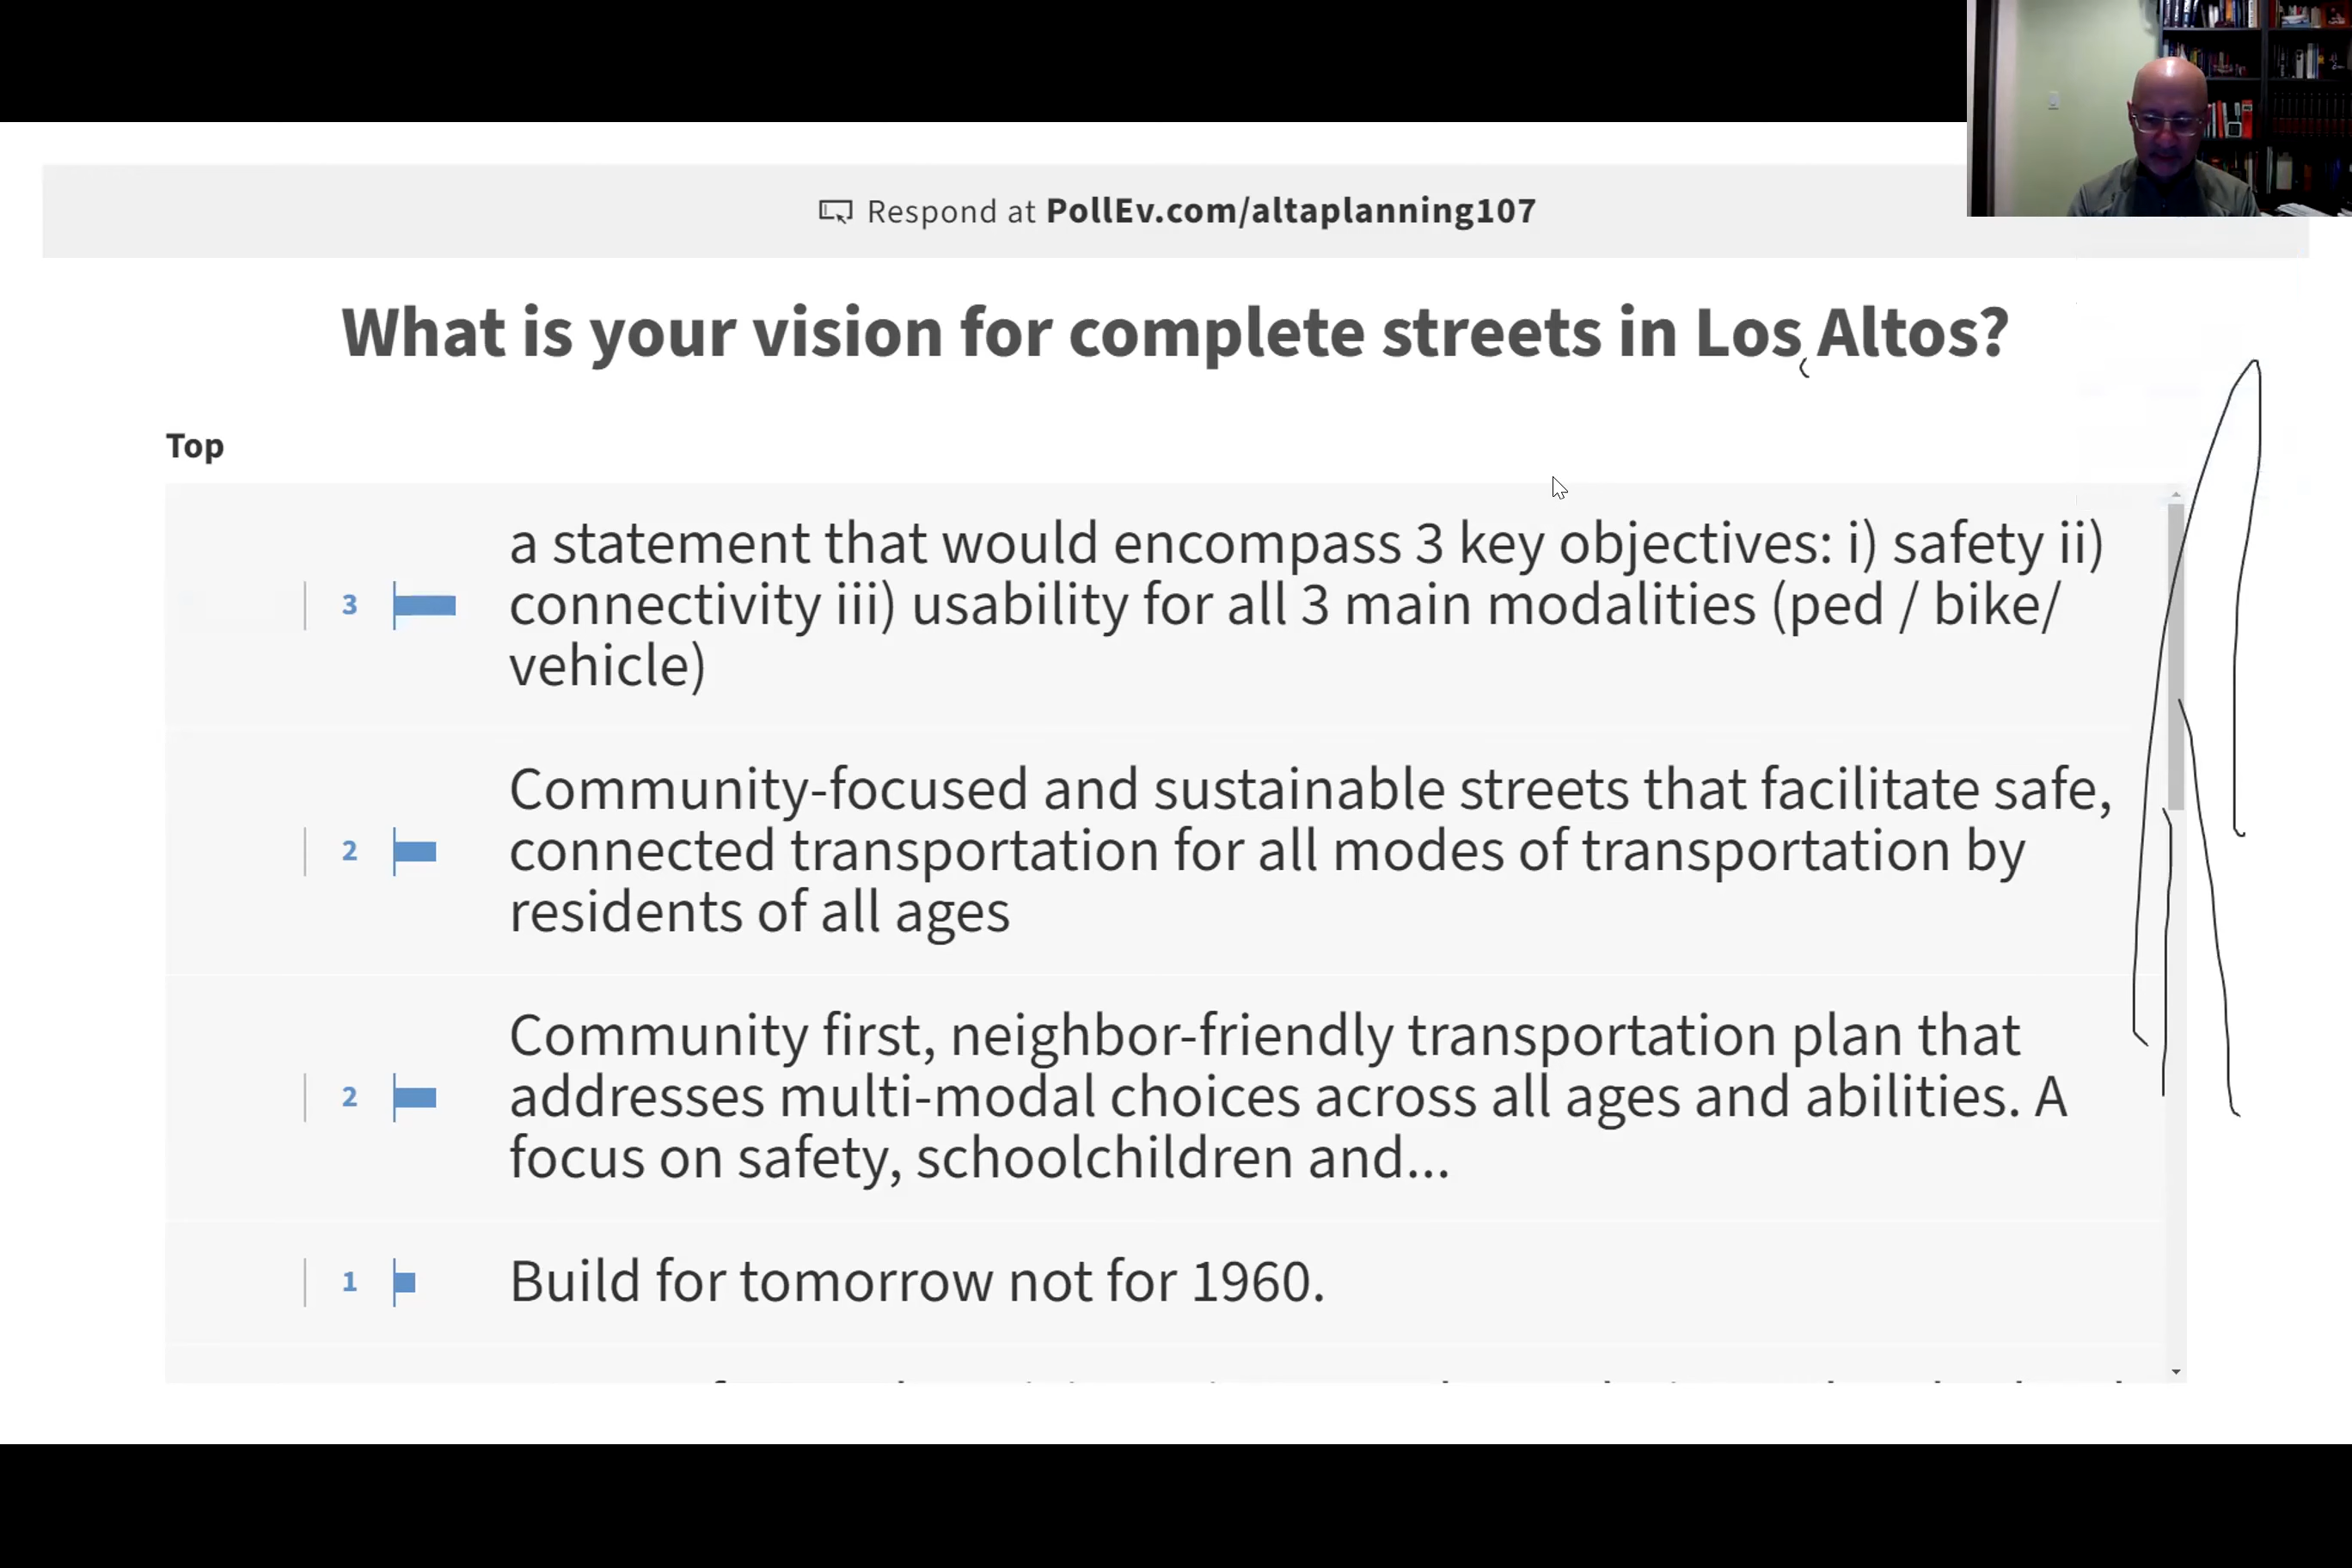 Respond at PollEv.com/altaplanning107
What is your vision for complete streets in Los Altos?
Top
3
a statement that would encompass 3 key objectives: i) safety ii)
connectivity iii) usability for all 3 main modalities (ped / bike/
vehicle)
2
Community-focused and sustainable streets that facilitate safe,
connected transportation for all modes of transportation by
residents of all ages
2
Community first, neighbor-friendly transportation plan that
addresses multi-modal choices across all ages and abilities. A
focus on safety, schoolchildren and...
1
Build for tomorrow not for 1960.